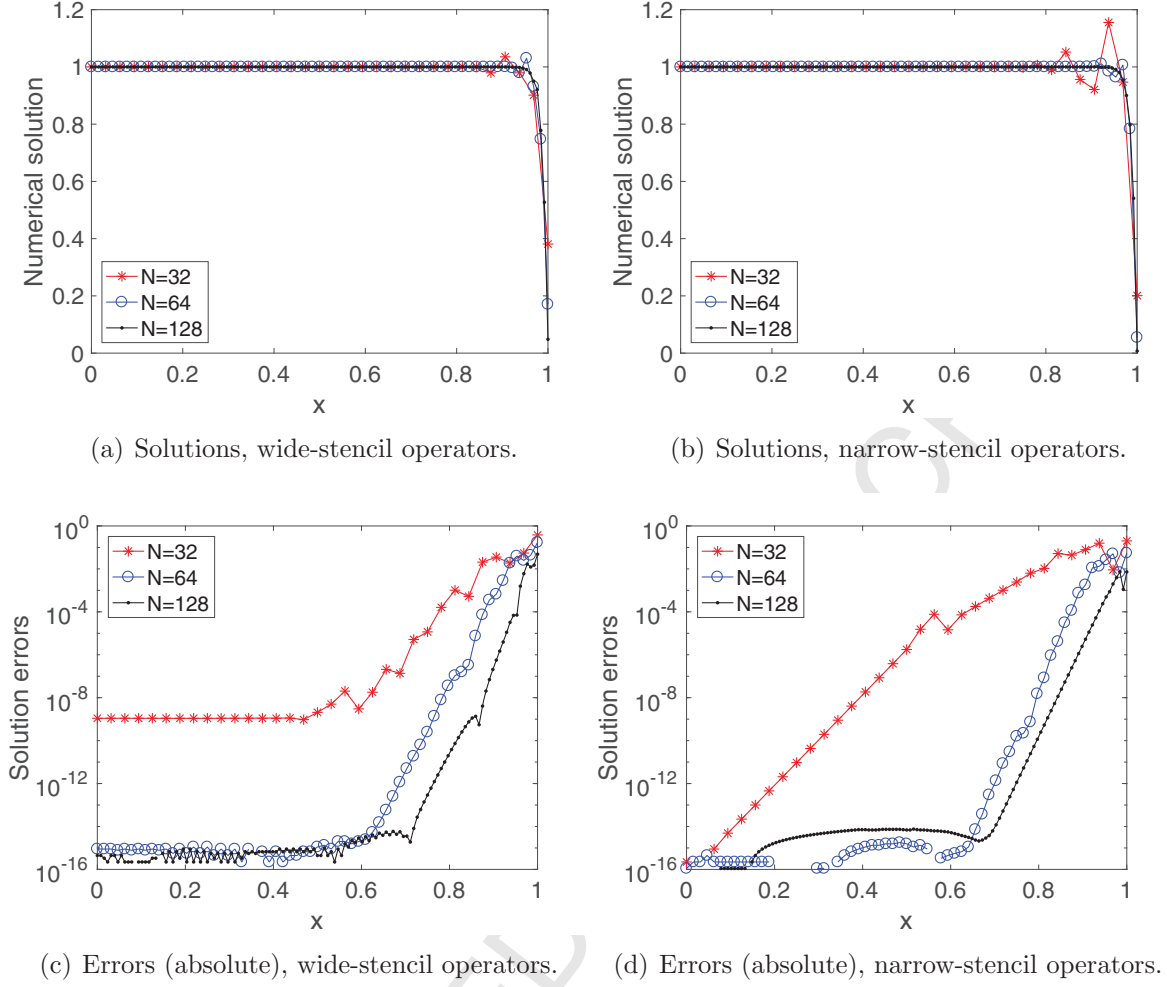 1.2
1
0.8
0.6
0.4
0.2
0
Numerical solution
N=32
N=64
N=128
0 0.2 0.4 0.6 0.8 1
x
(a) Solutions, wide-stencil operators.
1.2
1
0.8
0.6
0.4
0.2
0
Numerical solution
N=32
N=64
N=128
0 0.2 0.4 0.6 0.8 1
x
(b) Solutions, narrow-stencil operators.
10^0
10^-4
10^-8
10^-12
10^-16
Solution errors
N=32
N=64
N=128
0 0.2 0.4 0.6 0.8 1
x
(c) Errors (absolute), wide-stencil operators.
10^0
10^-4
10^-8
10^-12
10^-16
Solution errors
N=32
N=64
N=128
0 0.2 0.4 0.6 0.8 1
x
(d) Errors (absolute), narrow-stencil operators.